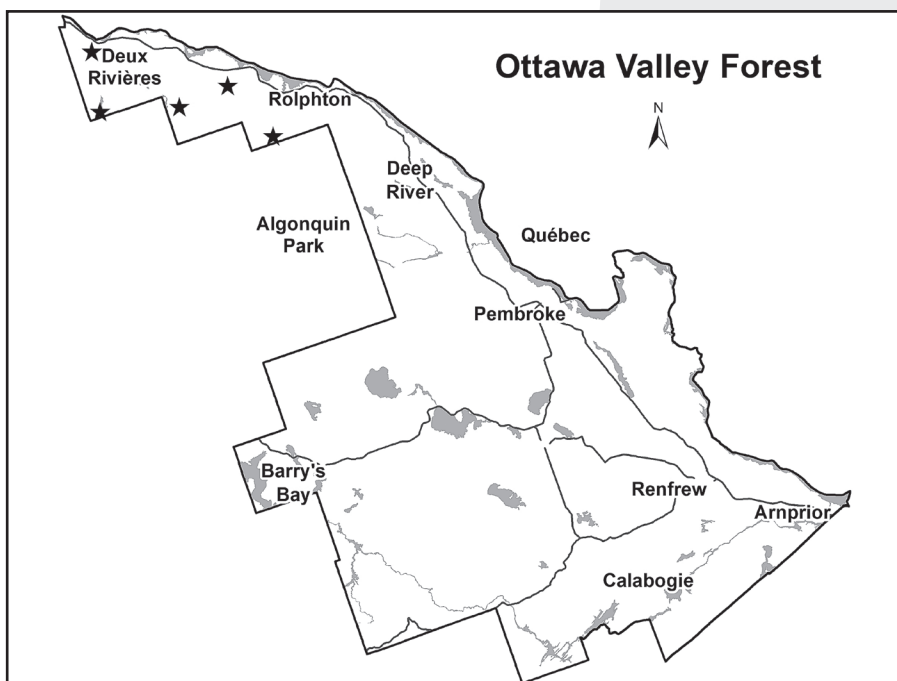 Ottawa Valley Forest
N
Deux
Rivières
Rolphton
Deep
River
Algonquin
Park
Québec
Pembroke
Barry's
Bay
Renfrew
Arnprior
Calabogie